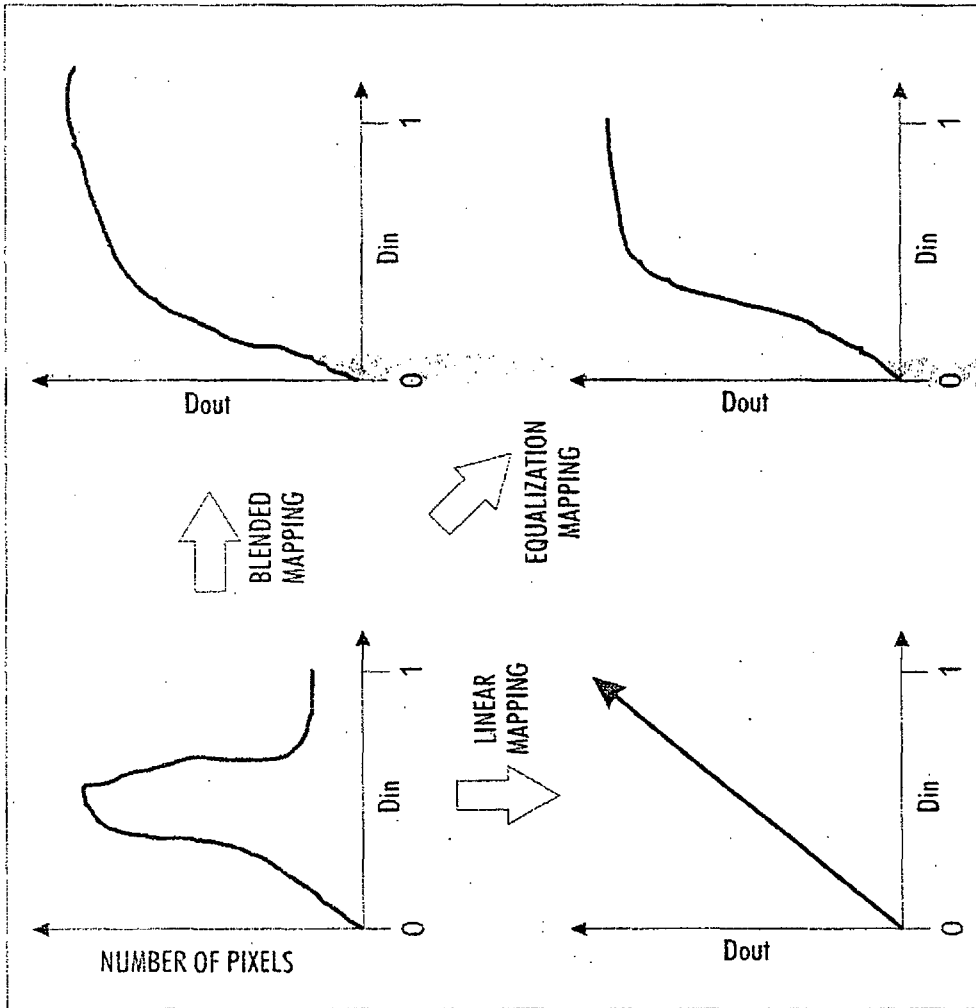 NUMBER OF PIXELS
0
1
Din
BLENDED
MAPPING
Dout
0
1
Din
LINEAR
MAPPING
EQUALIZATION
MAPPING
Dout
0
1
Din
Dout
0
1
Din